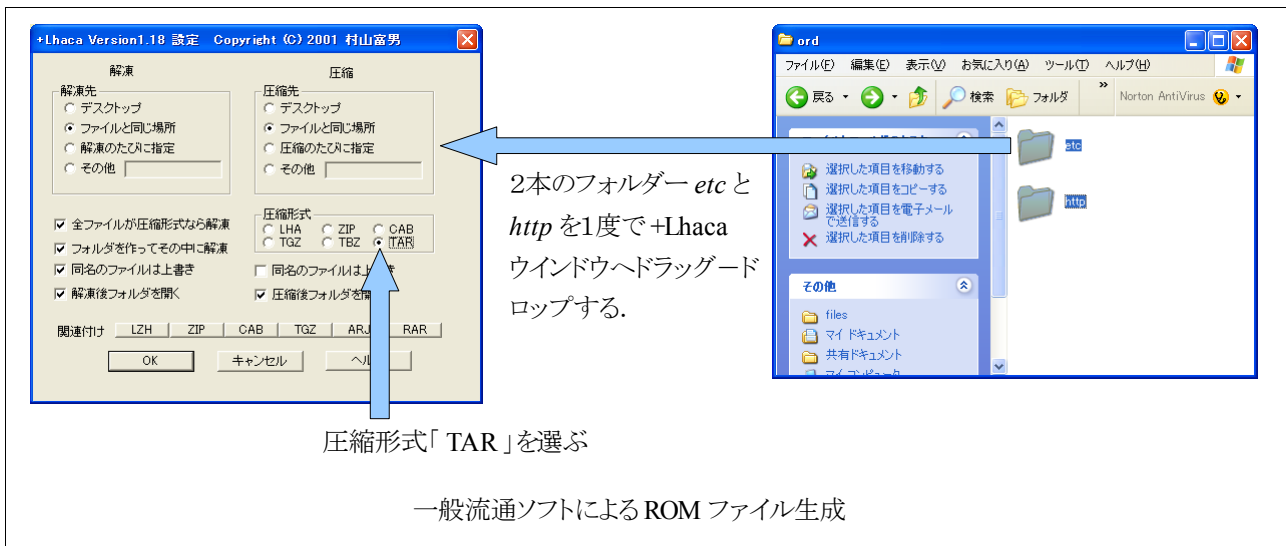 +Lhaca Version1.18 設定 Copyright (C) 2001 村山富男
解凍
圧縮
解凍先
デスクトップ
ファイルと同じ場所
解凍のたびに指定
その他
圧縮先
デスクトップ
ファイルと同じ場所
圧縮のたびに指定
その他
全ファイルが圧縮形式なら解凍
フォルダを作ってその中に解凍
同名のファイルは上書き
解凍後フォルダを開く
圧縮形式
LHA ZIP CAB
TGZ TBZ TAR
同名のファイルは上書き
圧縮後フォルダを開
関連付け LZH ZIP CAB TGZ ARJ RAR
OK キャンセル ヘル
2本のフォルダー etc と
http を1度で +Lhaca
ウインドウへドラッグード
ロップする.
ord
ファイル(F) 編集(E) 表示(V) お気に入り(A) ツール(T) ヘルプ(H)
戻る 検索 フォルダ » Norton AntiVirus
選択した項目を移動する
選択した項目をコピーする
選択した項目を電子メール
で送信する
選択した項目を削除する
その他
files
マイ ドキュメント
共有ドキュメント
マイ コンピュータ
etc
http
圧縮形式「 TAR 」を選ぶ
一般流通ソフトによる ROM ファイル生成